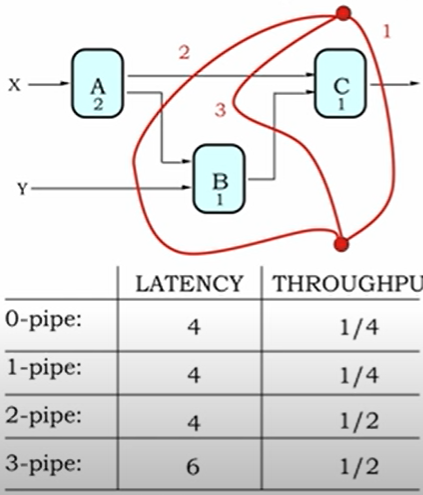 1
2
X
A
2
C
1
3
B
1
Y
LATENCY THROUGHPU
0-pipe: 4 1/4
1-pipe: 4 1/4
2-pipe: 4 1/2
3-pipe: 6 1/2